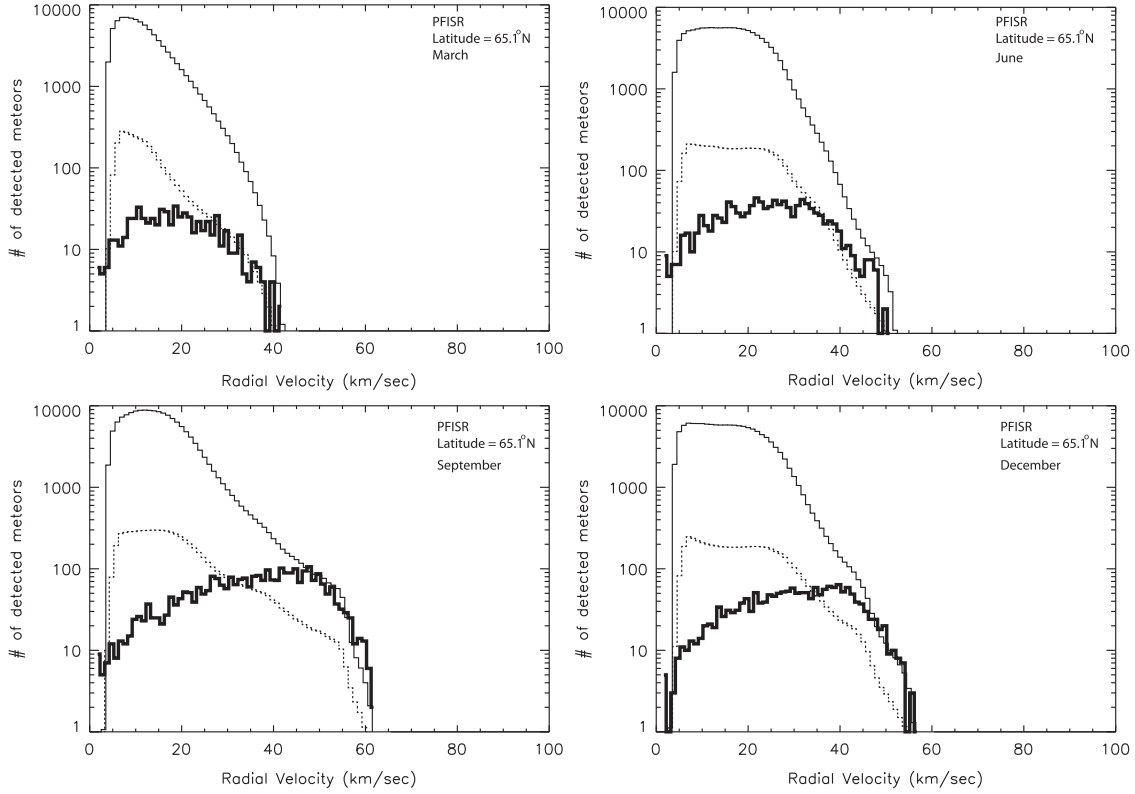 PFISR
Latitude = 65.1°N
March
10000
1000
100
10
1
0
20
40
60
80
100
# of detected meteors
Radial Velocity (km/sec)
PFISR
Latitude = 65.1°N
June
10000
1000
100
10
1
0
20
40
60
80
100
# of detected meteors
Radial Velocity (km/sec)
PFISR
Latitude = 65.1°N
September
10000
1000
100
10
1
0
20
40
60
80
100
# of detected meteors
Radial Velocity (km/sec)
PFISR
Latitude = 65.1°N
December
10000
1000
100
10
1
0
20
40
60
80
100
# of detected meteors
Radial Velocity (km/sec)